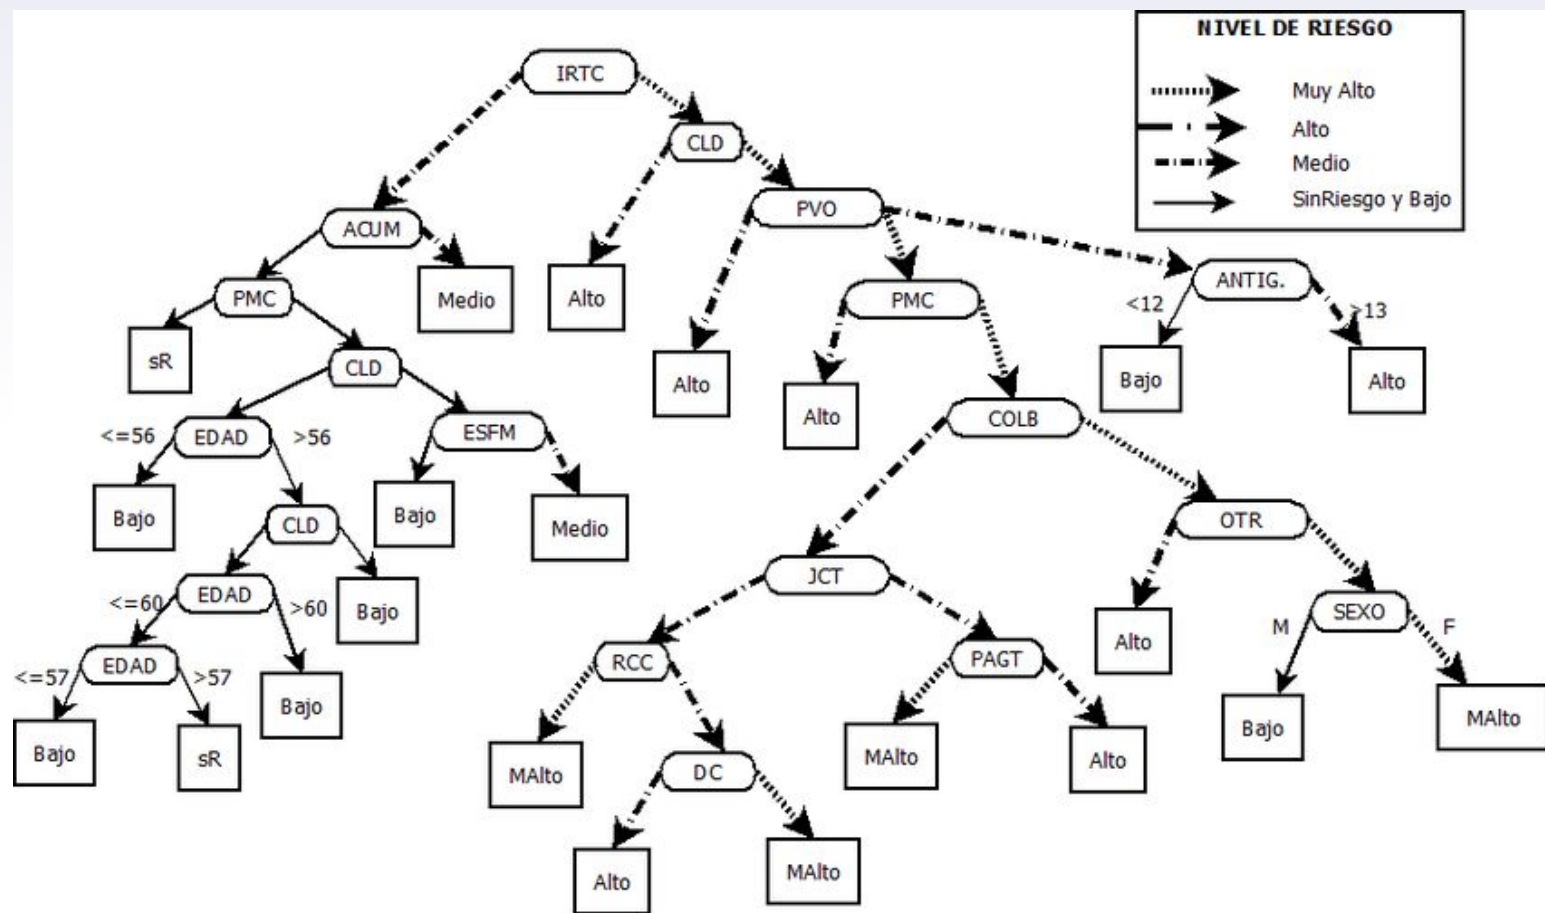 NIVEL DE RIESGO
Muy Alto
Alto
Medio
SinRiesgo y Bajo
IRTC
CLD
PVO
ACUM
ANTIG.
PMC
Medio
Alto
PMC
<12
>13
sR
CLD
Alto
Alto
Bajo
Alto
<=56
EDAD
>56
ESFM
COLB
Bajo
CLD
Bajo
Medio
OTR
<=60
EDAD
>60
Bajo
JCT
Alto
M
SEXO
F
<=57
EDAD
>57
Bajo
RCC
PAGT
Bajo
sR
MAlto
DC
MAlto
Alto
Bajo
MAlto
Alto
MAlto